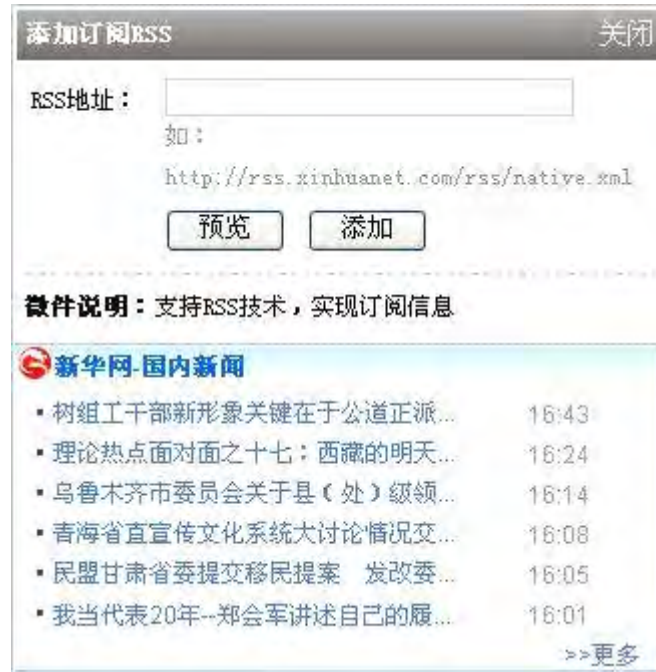 添加订阅RSS 关闭
RSS地址：
如：
http://rss.xinhuanet.com/rss/native.xml
预览 添加
微件说明：支持RSS技术，实现订阅信息
新华网-国内新闻
▪ 树组工干部新形象关键在于公道正派... 16:43
▪ 理论热点面对面之十七：西藏的明天... 16:24
▪ 乌鲁木齐市委员会关于县（处）级领... 16:14
▪ 青海省直宣传文化系统大讨论情况交... 16:08
▪ 民盟甘肃省委提交移民提案 发改委... 16:05
▪ 我当代表20年--郑会军讲述自己的履... 16:01
>>更多